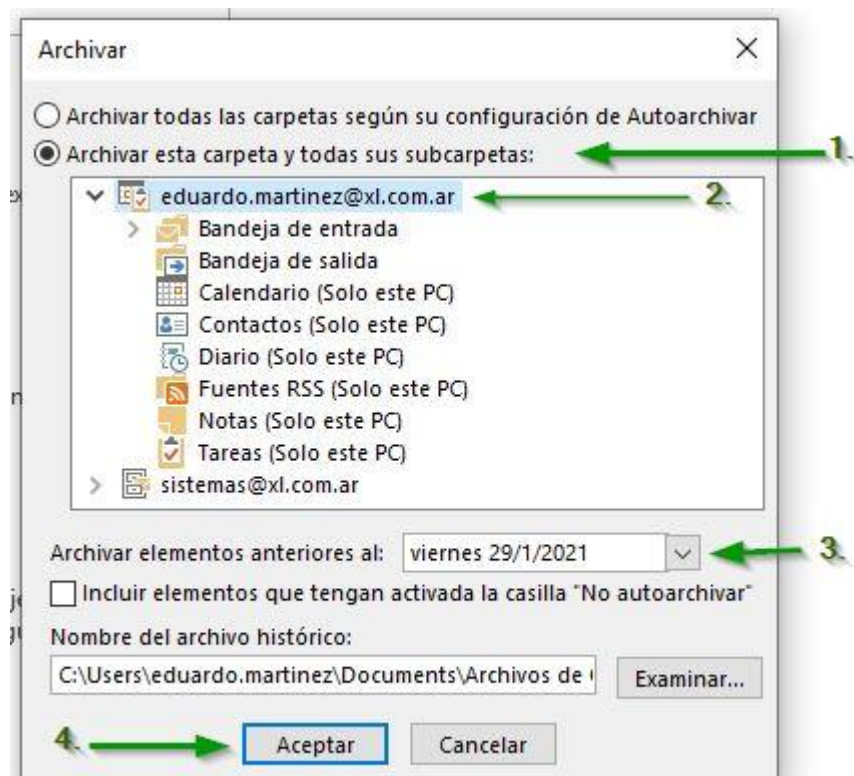 Archivar
Archivar todas las carpetas según su configuración de Autoarchivar
Archivar esta carpeta y todas sus subcarpetas:
1.
eduardo.martinez@xl.com.ar
2.
Bandeja de entrada
Bandeja de salida
Calendario (Solo este PC)
Contactos (Solo este PC)
Diario (Solo este PC)
Fuentes RSS (Solo este PC)
Notas (Solo este PC)
Tareas (Solo este PC)
sistemas@xl.com.ar
Archivar elementos anteriores al: viernes 29/1/2021
3.
Incluir elementos que tengan activada la casilla "No autoarchivar"
Nombre del archivo histórico:
C:\Users\eduardo.martinez\Documents\Archivos de Examinar...
4.
Aceptar Cancelar